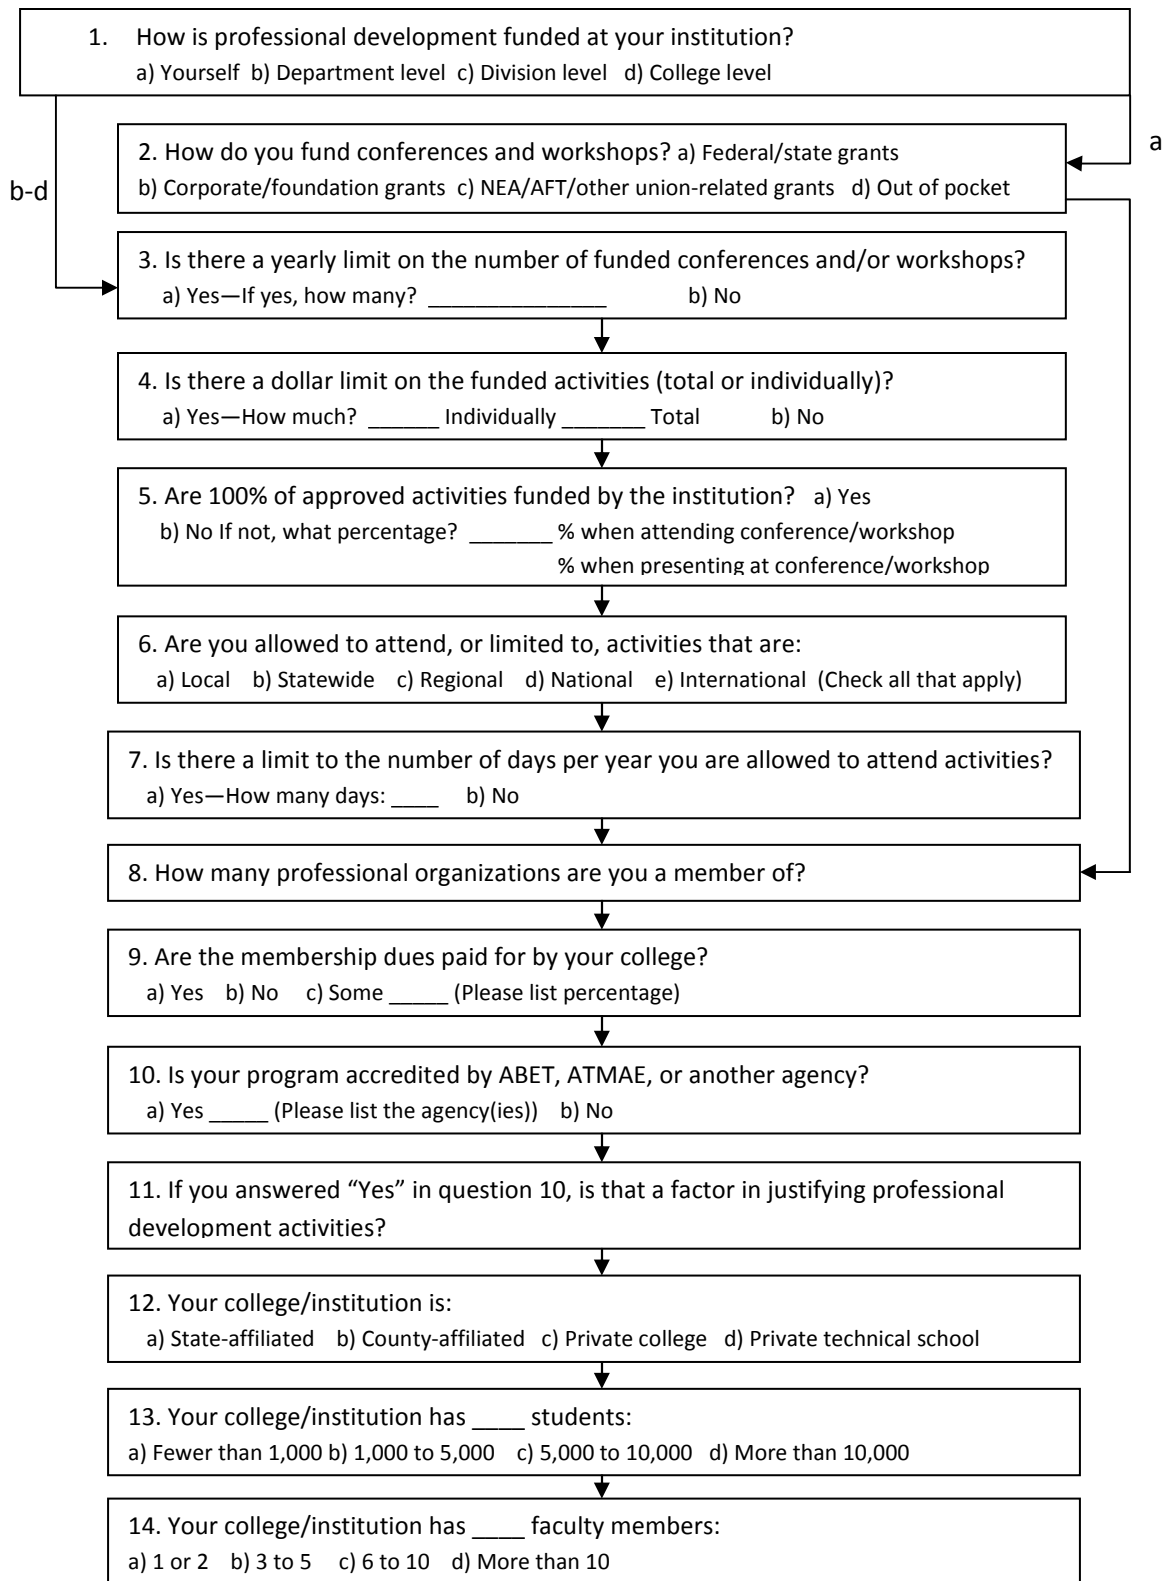 1. How is professional development funded at your institution?
a) Yourself b) Department level c) Division level d) College level
a
2. How do you fund conferences and workshops? a) Federal/state grants
b) Corporate/foundation grants c) NEA/AFT/other union-related grants d) Out of pocket
b-d
3. Is there a yearly limit on the number of funded conferences and/or workshops?
a) Yes—If yes, how many? _______________ b) No
4. Is there a dollar limit on the funded activities (total or individually)?
a) Yes—How much? ______ Individually _______ Total b) No
5. Are 100% of approved activities funded by the institution? a) Yes
b) No If not, what percentage? _______ % when attending conference/workshop
% when presenting at conference/workshop
6. Are you allowed to attend, or limited to, activities that are:
a) Local b) Statewide c) Regional d) National e) International (Check all that apply)
7. Is there a limit to the number of days per year you are allowed to attend activities?
a) Yes—How many days: ____ b) No
8. How many professional organizations are you a member of?
9. Are the membership dues paid for by your college?
a) Yes b) No c) Some _____ (Please list percentage)
10. Is your program accredited by ABET, ATMAE, or another agency?
a) Yes _____ (Please list the agency(ies)) b) No
11. If you answered “Yes” in question 10, is that a factor in justifying professional
development activities?
12. Your college/institution is:
a) State-affiliated b) County-affiliated c) Private college d) Private technical school
13. Your college/institution has ____ students:
a) Fewer than 1,000 b) 1,000 to 5,000 c) 5,000 to 10,000 d) More than 10,000
14. Your college/institution has ____ faculty members:
a) 1 or 2 b) 3 to 5 c) 6 to 10 d) More than 10